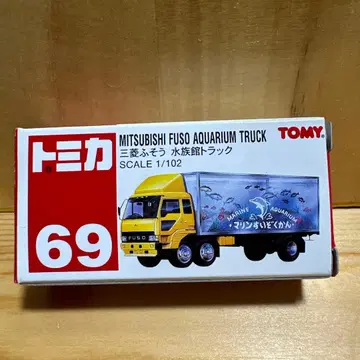 トミカ
69
MITSUBISHI FUSO AQUARIUM TRUCK
三菱ふそう 水族館トラック
SCALE 1/102
TOMY
FUSO
MARINE AQUARIUM
・マリンすいぞくかん・